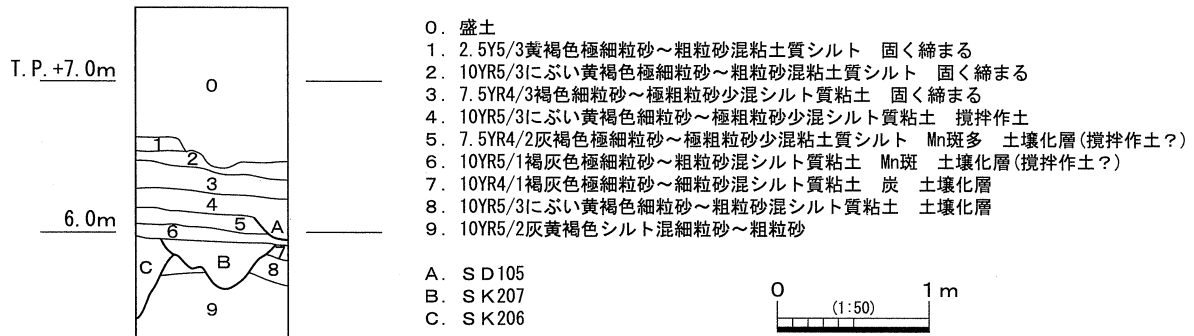 T.P.+7.0m
6.0m
0
1
2
3
4
5
A
6
7
C
B
8
9
0. 盛土
1. 2.5Y5/3黄褐色極細粒砂～粗粒砂混粘土質シルト 固く締まる
2. 10YR5/3にぶい黄褐色極細粒砂～粗粒砂混粘土質シルト 固く締まる
3. 7.5YR4/3褐色細粒砂～極粗粒砂少混シルト質粘土 固く締まる
4. 10YR5/3にぶい黄褐色極細粒砂～極粗粒砂少混シルト質粘土 撹拌作土
5. 7.5YR4/2灰褐色極細粒砂～極粗粒砂少混粘土質シルト Mn斑多 土壌化層(撹拌作土?)
6. 10YR5/1褐灰色極細粒砂～粗粒砂混シルト質粘土 Mn斑 土壌化層(撹拌作土?)
7. 10YR4/1褐灰色極細粒砂～細粒砂混シルト質粘土 炭 土壌化層
8. 10YR5/3にぶい黄褐色細粒砂～粗粒砂混シルト質粘土 土壌化層
9. 10YR5/2灰黄褐色シルト混細粒砂～粗粒砂
A. SD105
B. SK207
C. SK206
0 1m
(1:50)